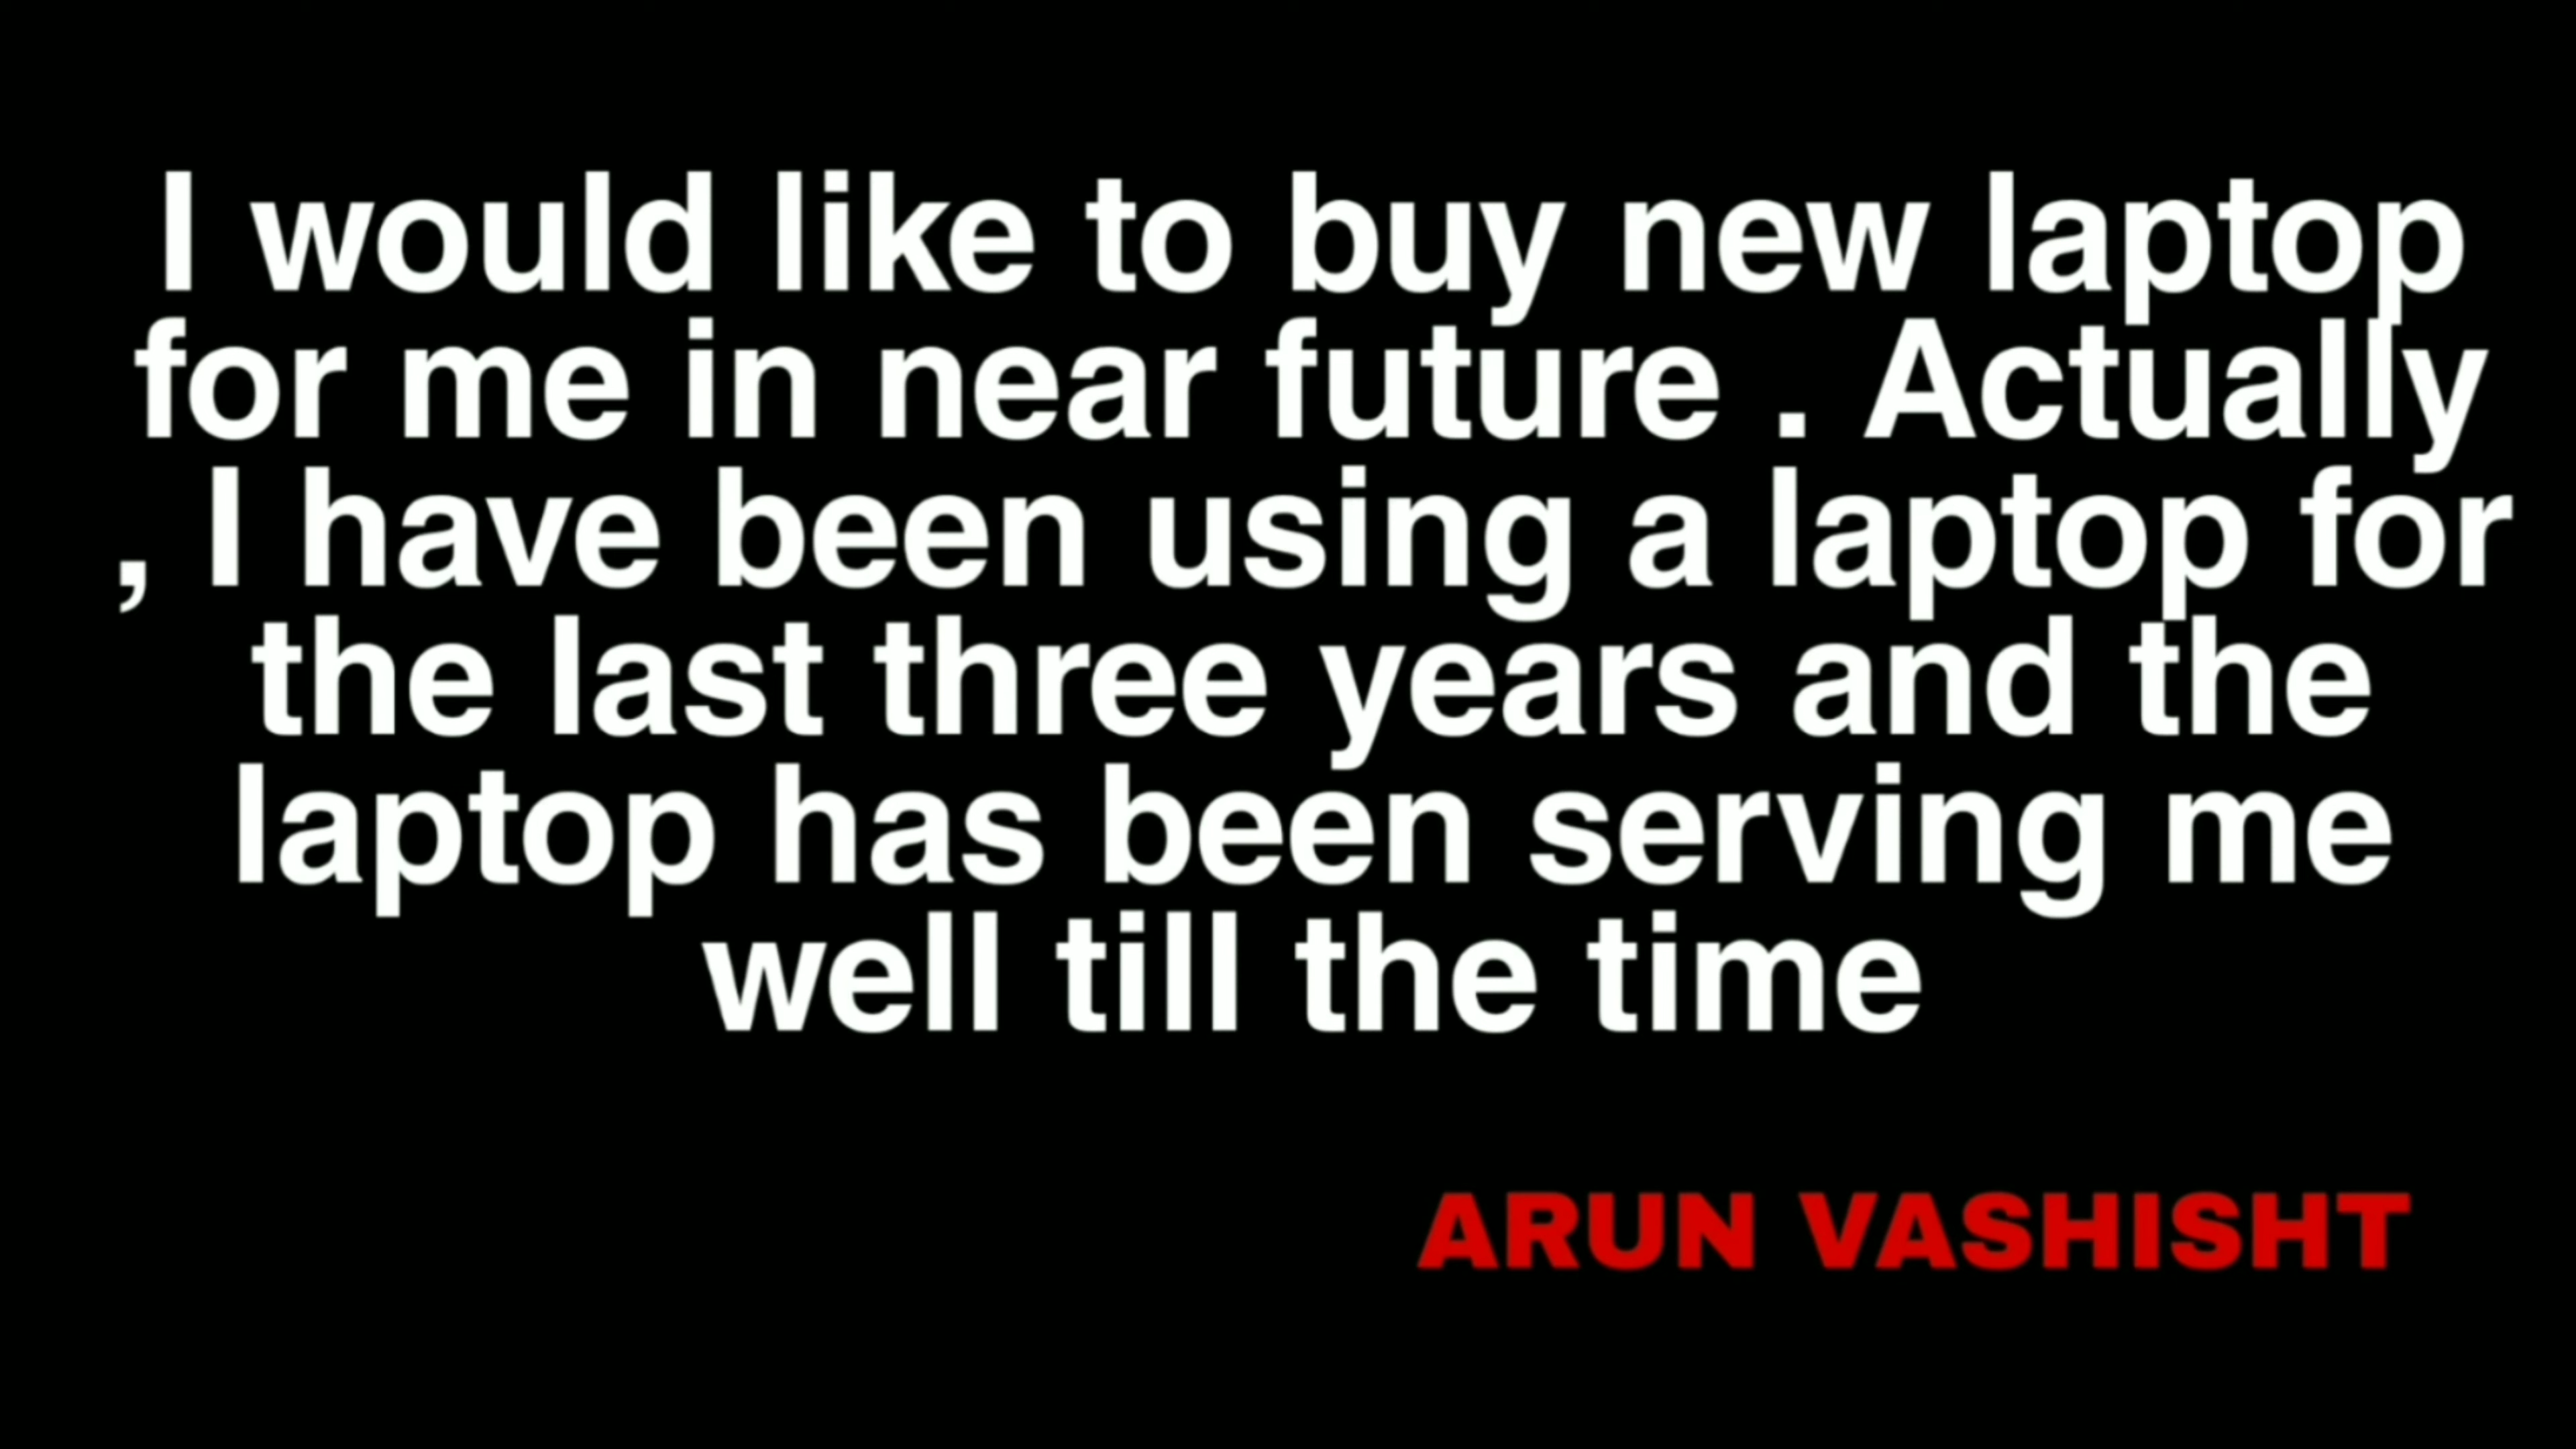 I would like to buy new laptop
for me in near future . Actually
, I have been using a laptop for
the last three years and the
laptop has been serving me
well till the time
ARUN VASHISHT